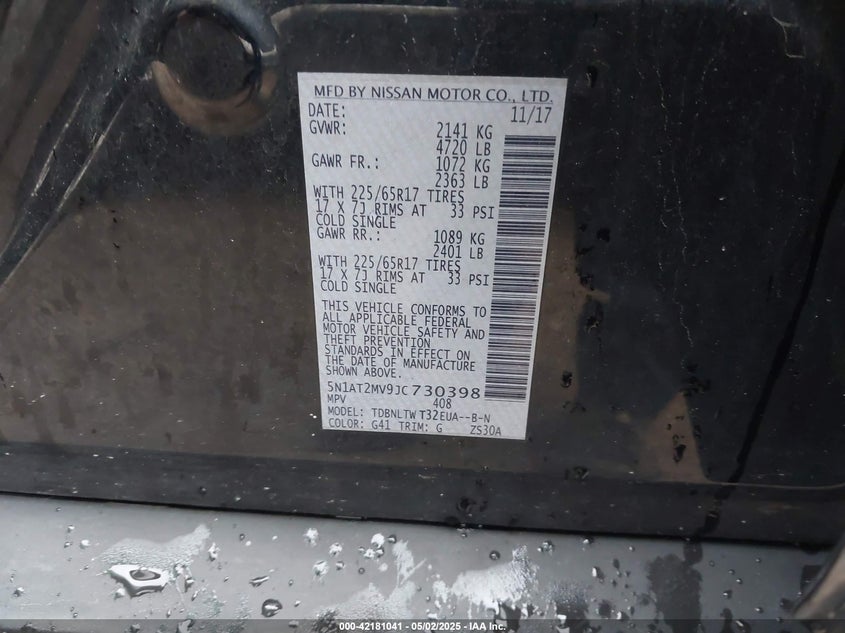 MFD BY NISSAN MOTOR CO., LTD.
DATE: 11/17
GVWR: 2141 KG
4720 LB
GAWR FR.: 1072 KG
2363 LB
WITH 225/65R17 TIRES
17 X 7J RIMS AT 33 PSI
COLD SINGLE
GAWR RR.: 1089 KG
2401 LB
WITH 225/65R17 TIRES
17 X 7J RIMS AT 33 PSI
COLD SINGLE
THIS VEHICLE CONFORMS TO
ALL APPLICABLE FEDERAL
MOTOR VEHICLE SAFETY AND
THEFT PREVENTION
STANDARDS IN EFFECT ON
THE DATE OF MANUFACTURE
SHOWN ABOVE.
5N1AT2MV9JC730398
MPV 408
MODEL: TDBNLTWT32EUA--B-N
COLOR: G41 TRIM: G ZS30A
000-42181041 - 05/02/2025 - IAA Inc.